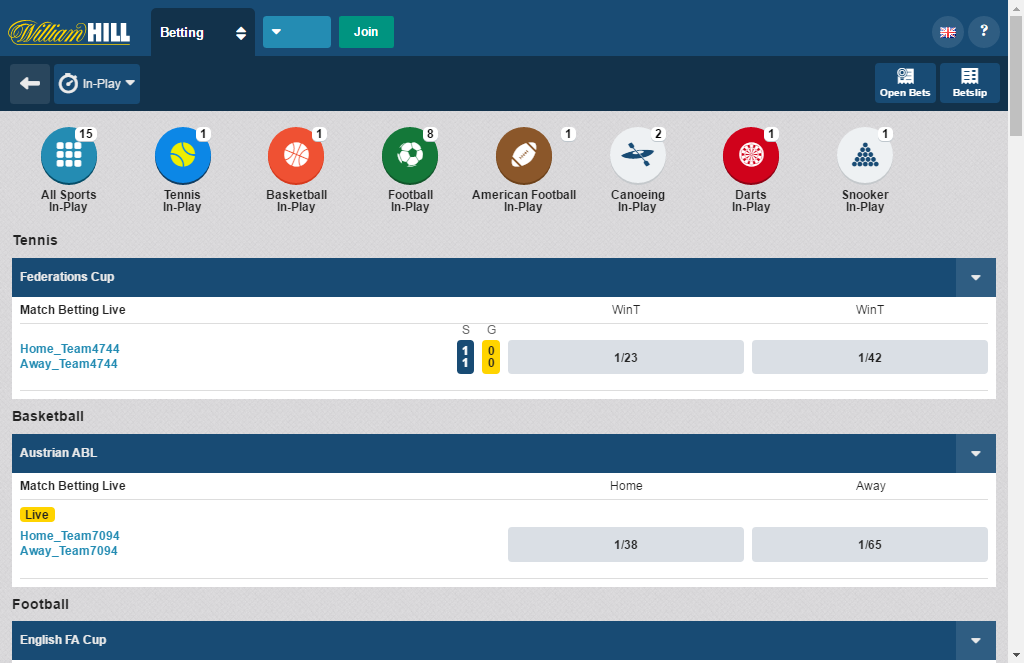 William HILL
Betting
Join
?
In-Play
Open Bets
Betslip
15
1
1
8
1
2
1
1
All Sports
In-Play
Tennis
In-Play
Basketball
In-Play
Football
In-Play
American Football
In-Play
Canoeing
In-Play
Darts
In-Play
Snooker
In-Play
Tennis
Federations Cup
Match Betting Live WinT WinT
S G
Home_Team4744 1 0
Away_Team4744 1 0
1/23 1/42
Basketball
Austrian ABL
Match Betting Live Home Away
Live
Home_Team7094
Away_Team7094
1/38 1/65
Football
English FA Cup